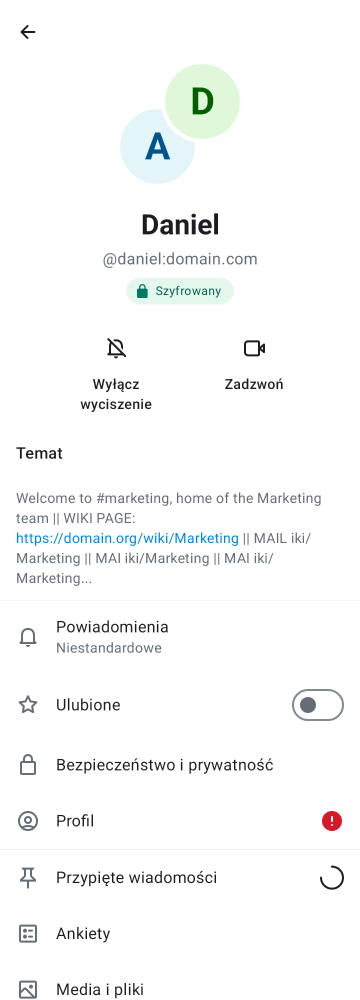 D
A
Daniel
@daniel:domain.com
Szyfrowany
Wyłącz
wyciszenie
Zadzwoń
Temat
Welcome to #marketing, home of the Marketing
team || WIKI PAGE:
https://domain.org/wiki/Marketing || MAIL iki/
Marketing || MAI iki/Marketing || MAI iki/
Marketing...
Powiadomienia
Niestandardowe
Ulubione
Bezpieczeństwo i prywatność
Profil
Przypięte wiadomości
Ankiety
Media i pliki